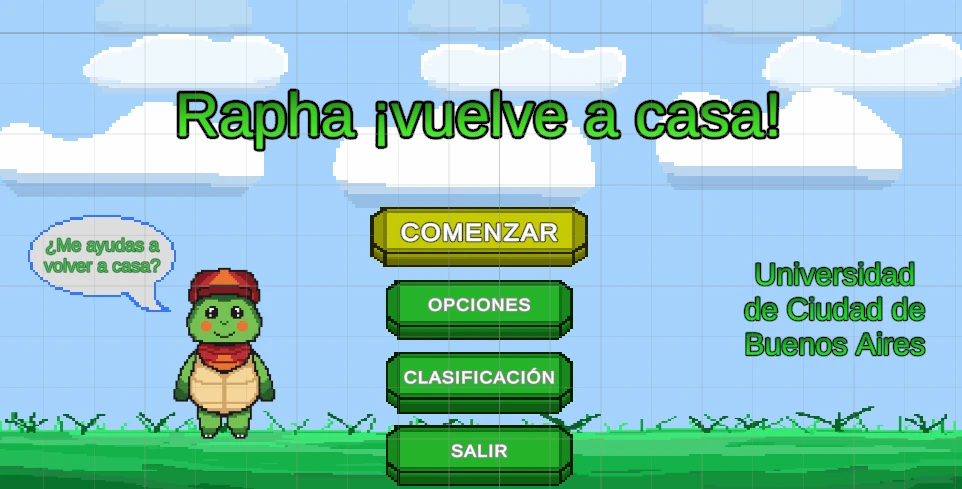 Rapha ¡vuelve a casa!
¿Me ayudas a
volver a casa?
COMENZAR
OPCIONES
CLASIFICACIÓN
SALIR
Universidad
de Ciudad de
Buenos Aires